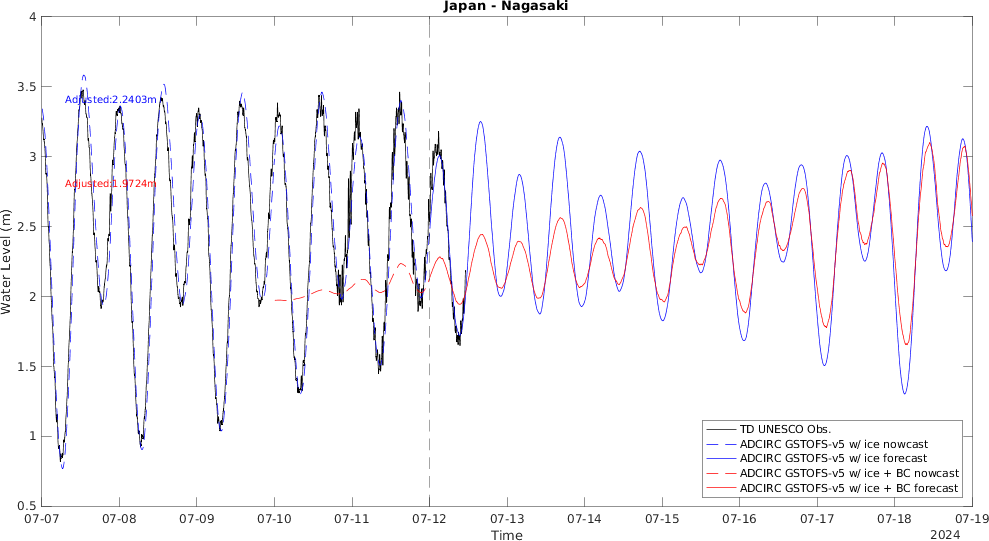 Japan - Nagasaki
4
3.5
3
2.5
2
1.5
1
0.5
Water Level (m)
Adjusted:2.2403m
Adjusted:1.9724m
TD UNESCO Obs.
ADCIRC GSTOFS-v5 w/ ice nowcast
ADCIRC GSTOFS-v5 w/ ice forecast
ADCIRC GSTOFS-v5 w/ ice + BC nowcast
ADCIRC GSTOFS-v5 w/ ice + BC forecast
07-07 07-08 07-09 07-10 07-11 07-12 07-13 07-14 07-15 07-16 07-17 07-18 07-19
Time
2024